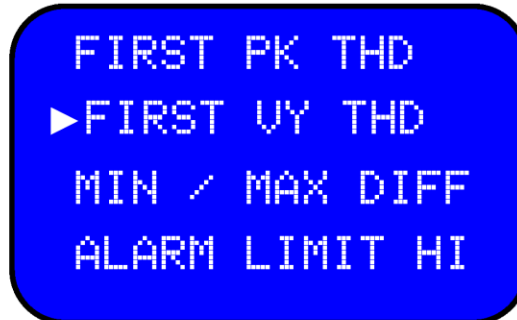 FIRST PK THD
▶FIRST VY THD
MIN / MAX DIFF
ALARM LIMIT HI